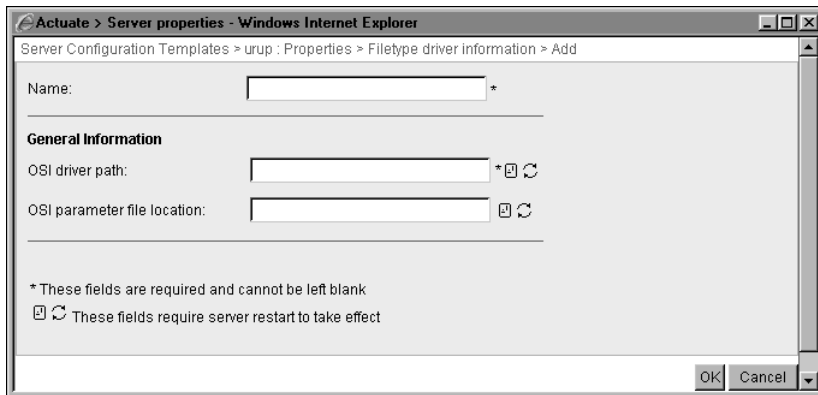 Actuate > Server properties - Windows Internet Explorer
Server Configuration Templates > urup : Properties > Filetype driver information > Add
Name: *
General Information
OSI driver path: *
OSI parameter file location:
* These fields are required and cannot be left blank
These fields require server restart to take effect
OK Cancel